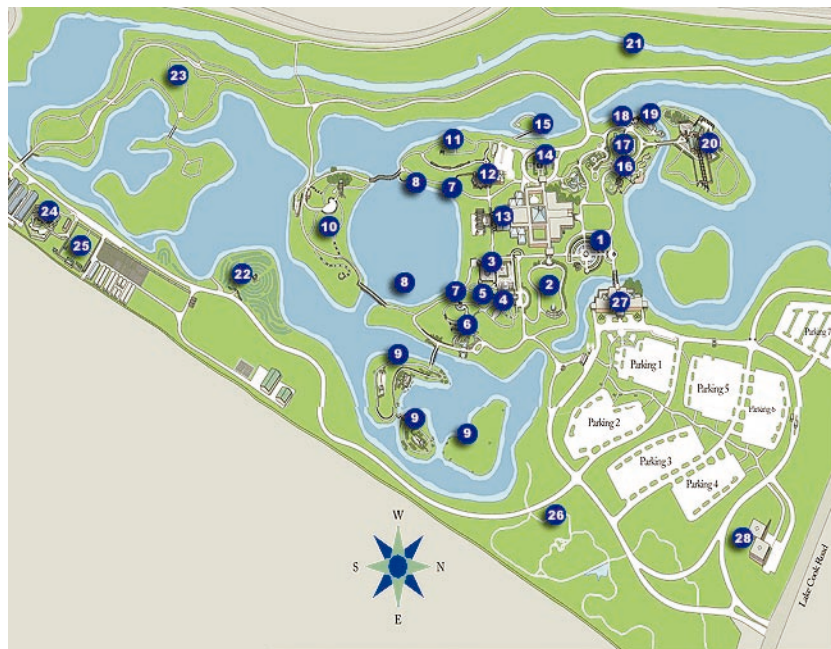 21
23
18 19
15
11
17
20
14
12
16
8
7
24
13
10
25
1
3
22
8
2
7
5
4
27
6
Parking 7
9
Parking 1
Parking 5
Parking 6
9
Parking 2
9
Parking 3
Parking 4
26
W
28
S N
E
Lake Cook Road